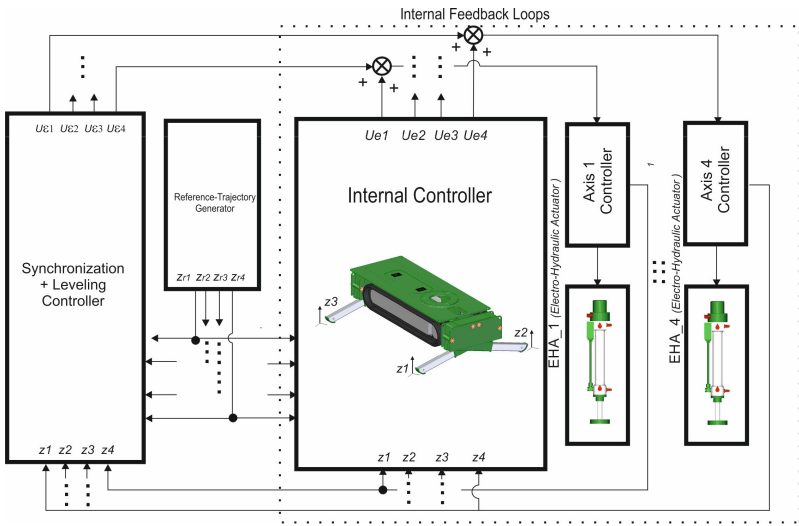 Internal Feedback Loops
+
+
+
+
Uε1 Uε2 Uε3 Uε4
Ue1 Ue2 Ue3 Ue4
Reference-Trajectory
Generator
zr1 zr2 zr3 zr4
Synchronization
+ Leveling
Controller
z1 z2 z3 z4
Internal Controller
z3
z2
z1
z1 z2 z3 z4
Axis 1
Controller
EHA_1 (Electro-Hydraulic Actuator )
1
Axis 4
Controller
EHA_4 (Electro-Hydraulic Actuator )